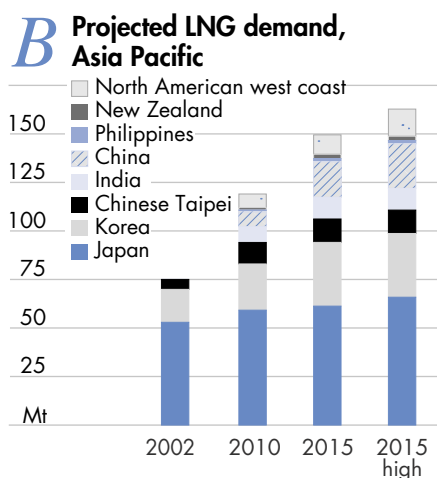 B Projected LNG demand,
Asia Pacific
North American west coast
New Zealand
Philippines
China
India
Chinese Taipei
Korea
Japan
150
125
100
75
50
25
Mt
2002 2010 2015 2015
high